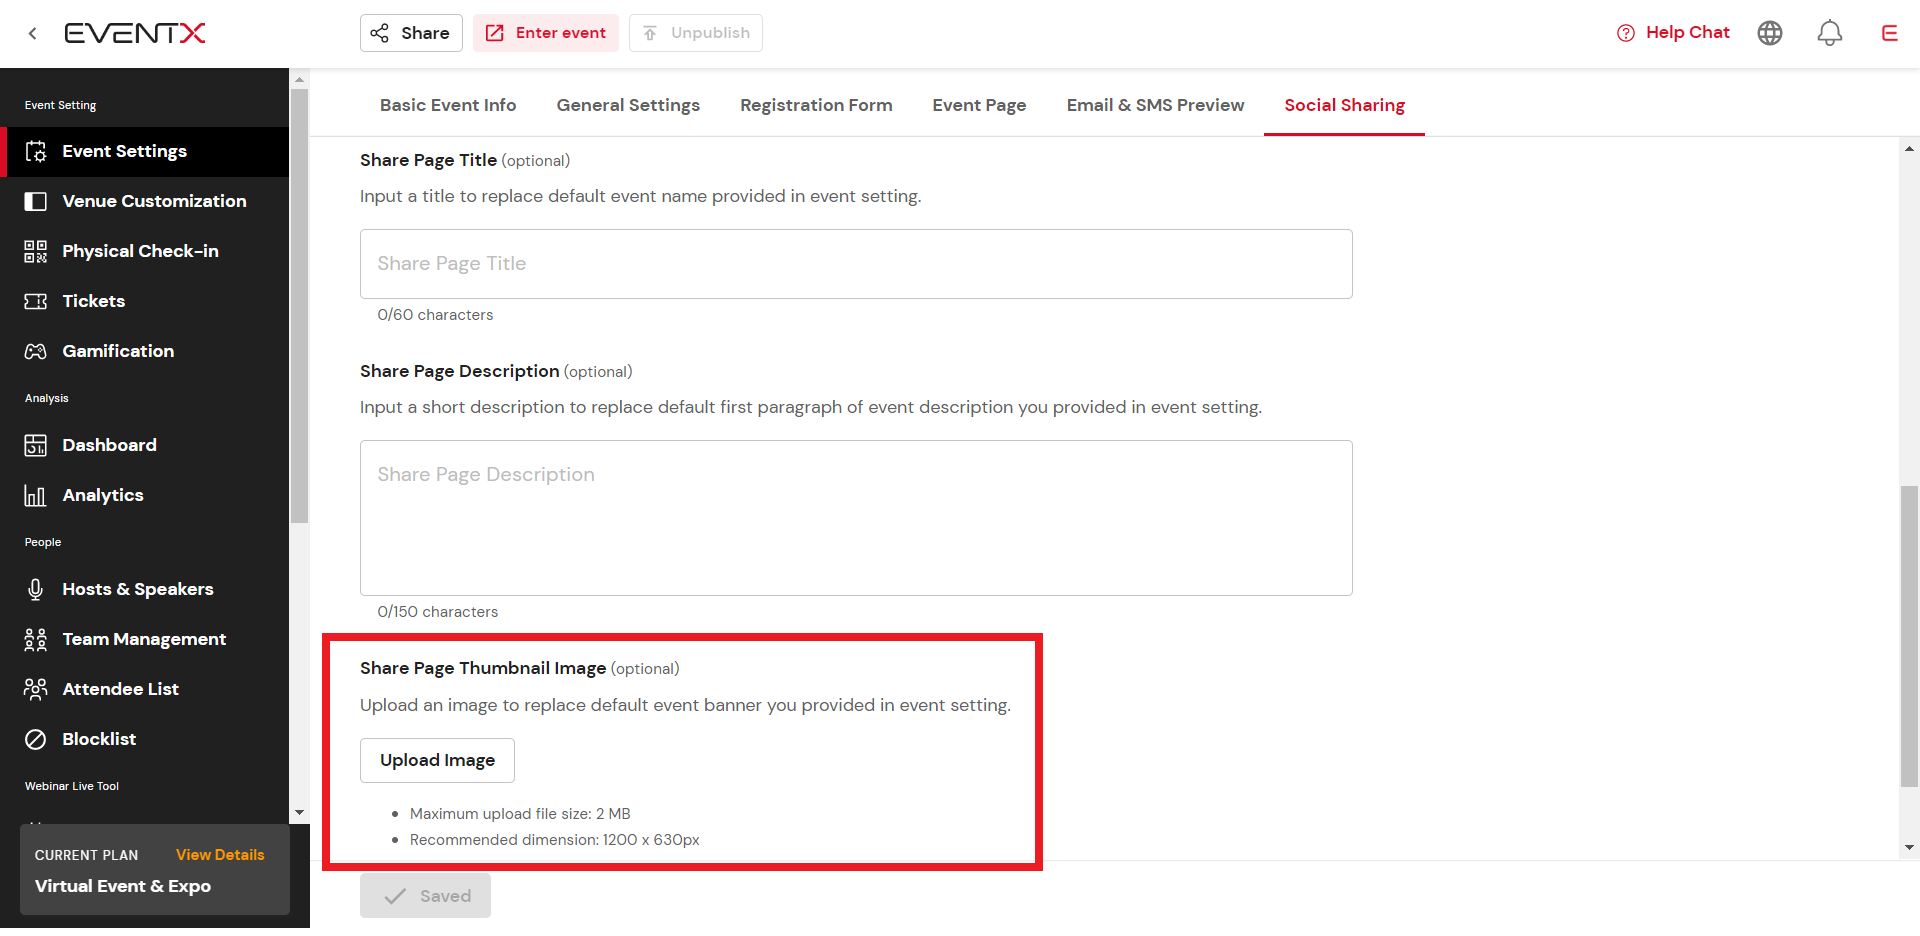 EVENTX
Share
Enter event
Unpublish
Help Chat
E
Event Setting
Event Settings
Venue Customization
Physical Check-in
Tickets
Gamification
Analysis
Dashboard
Analytics
People
Hosts & Speakers
Team Management
Attendee List
Blocklist
Webinar Live Tool
CURRENT PLAN
View Details
Virtual Event & Expo
Basic Event Info
General Settings
Registration Form
Event Page
Email & SMS Preview
Social Sharing
Share Page Title (optional)
Input a title to replace default event name provided in event setting.
Share Page Title
0/60 characters
Share Page Description (optional)
Input a short description to replace default first paragraph of event description you provided in event setting.
Share Page Description
0/150 characters
Share Page Thumbnail Image (optional)
Upload an image to replace default event banner you provided in event setting.
Upload Image
• Maximum upload file size: 2 MB
• Recommended dimension: 1200 x 630px
Saved